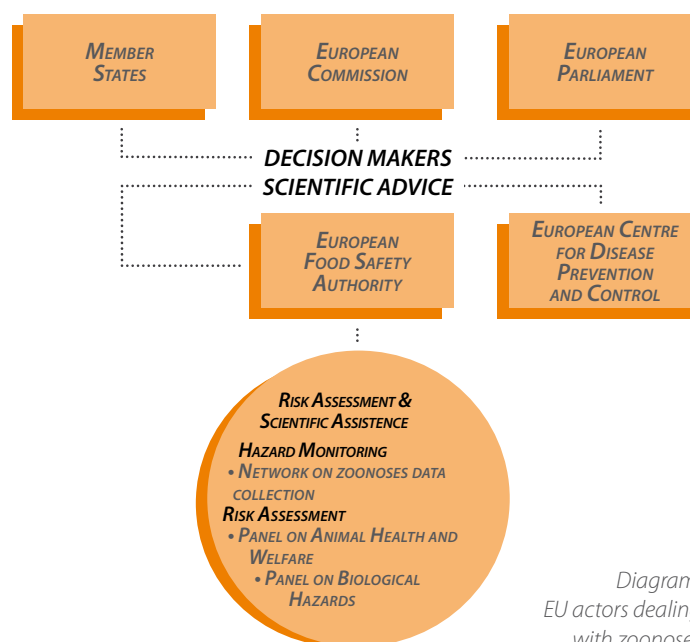 MEMBER
STATES
EUROPEAN
COMMISSION
EUROPEAN
PARLIAMENT
DECISION MAKERS
SCIENTIFIC ADVICE
EUROPEAN
FOOD SAFETY
AUTHORITY
EUROPEAN CENTRE
FOR DISEASE
PREVENTION
AND CONTROL
RISK ASSESSMENT &
SCIENTIFIC ASSISTENCE
HAZARD MONITORING
• NETWORK ON ZOONOSES DATA
COLLECTION
RISK ASSESSMENT
• PANEL ON ANIMAL HEALTH AND
WELFARE
• PANEL ON BIOLOGICAL
HAZARDS
Diagram
EU actors dealing
with zoonose